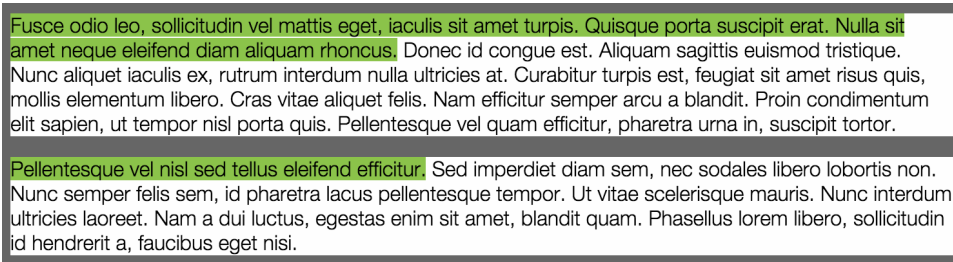 Fusce odio leo, sollicitudin vel mattis eget, iaculis sit amet turpis. Quisque porta suscipit erat. Nulla sit
amet neque eleifend diam aliquam rhoncus. Donec id congue est. Aliquam sagittis euismod tristique.
Nunc aliquet iaculis ex, rutrum interdum nulla ultricies at. Curabitur turpis est, feugiat sit amet risus quis,
mollis elementum libero. Cras vitae aliquet felis. Nam efficitur semper arcu a blandit. Proin condimentum
elit sapien, ut tempor nisl porta quis. Pellentesque vel quam efficitur, pharetra urna in, suscipit tortor.
Pellentesque vel nisl sed tellus eleifend efficitur. Sed imperdiet diam sem, nec sodales libero lobortis non.
Nunc semper felis sem, id pharetra lacus pellentesque tempor. Ut vitae scelerisque mauris. Nunc interdum
ultricies laoreet. Nam a dui luctus, egestas enim sit amet, blandit quam. Phasellus lorem libero, sollicitudin
id hendrerit a, faucibus eget nisi.